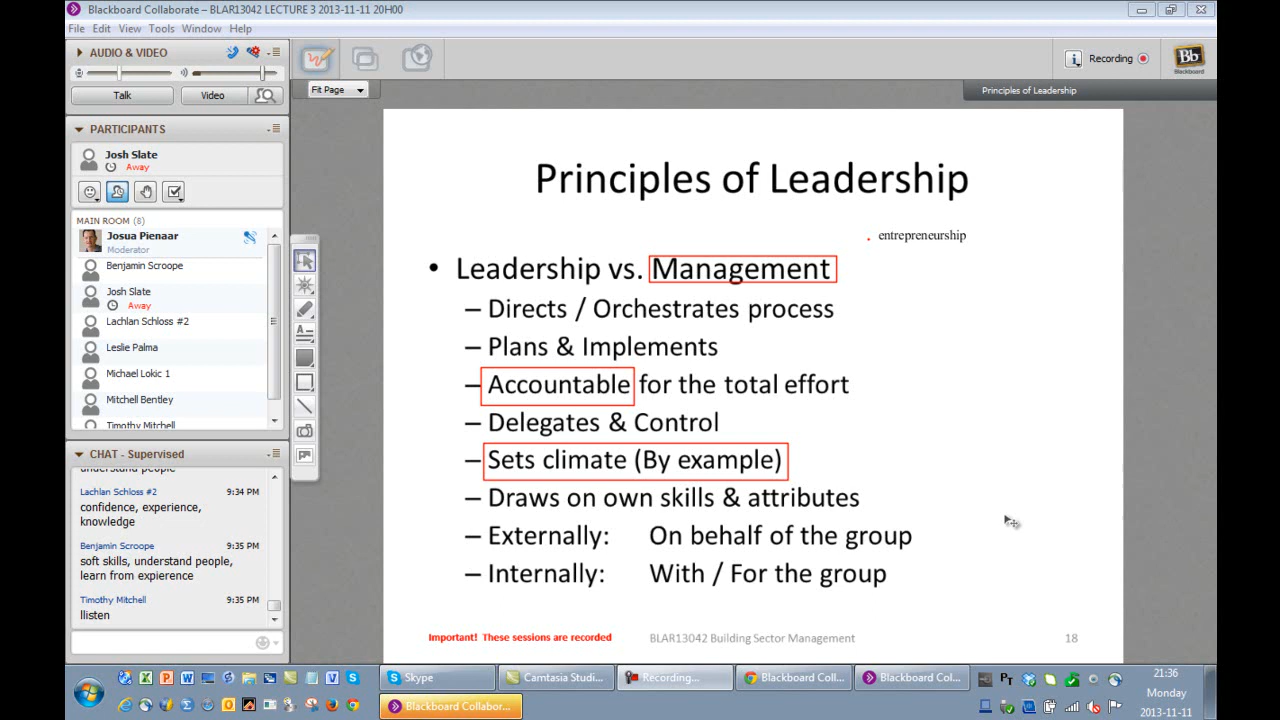 Blackboard Collaborate – BLAR13042 LECTURE 3 2013-11-11 20H00
File Edit View Tools Window Help
AUDIO & VIDEO
Talk Video
PARTICIPANTS
Josh Slate
Away
MAIN ROOM (8)
Josua Pienaar
Moderator
Benjamin Scroope
Josh Slate
Away
Lachlan Schloss #2
Leslie Palma
Michael Lokic 1
Mitchell Bentley
Timothy Mitchell
CHAT - Supervised
understand people
Lachlan Schloss #2 9:34 PM
confidence, experience,
knowledge
Benjamin Scroope 9:35 PM
soft skills, understand people,
learn from expierence
Timothy Mitchell 9:35 PM
llisten
Recording
Bb
Blackboard
Fit Page
Principles of Leadership
Principles of Leadership
. entrepreneurship
• Leadership vs. Management
– Directs / Orchestrates process
– Plans & Implements
– Accountable for the total effort
– Delegates & Control
– Sets climate (By example)
– Draws on own skills & attributes
– Externally: On behalf of the group
– Internally: With / For the group
Important! These sessions are recorded BLAR13042 Building Sector Management 18
Skype Camtasia Studi... Recording... Blackboard Coll... Blackboard Col...
Blackboard Collabor...
21:36
Monday
2013-11-11